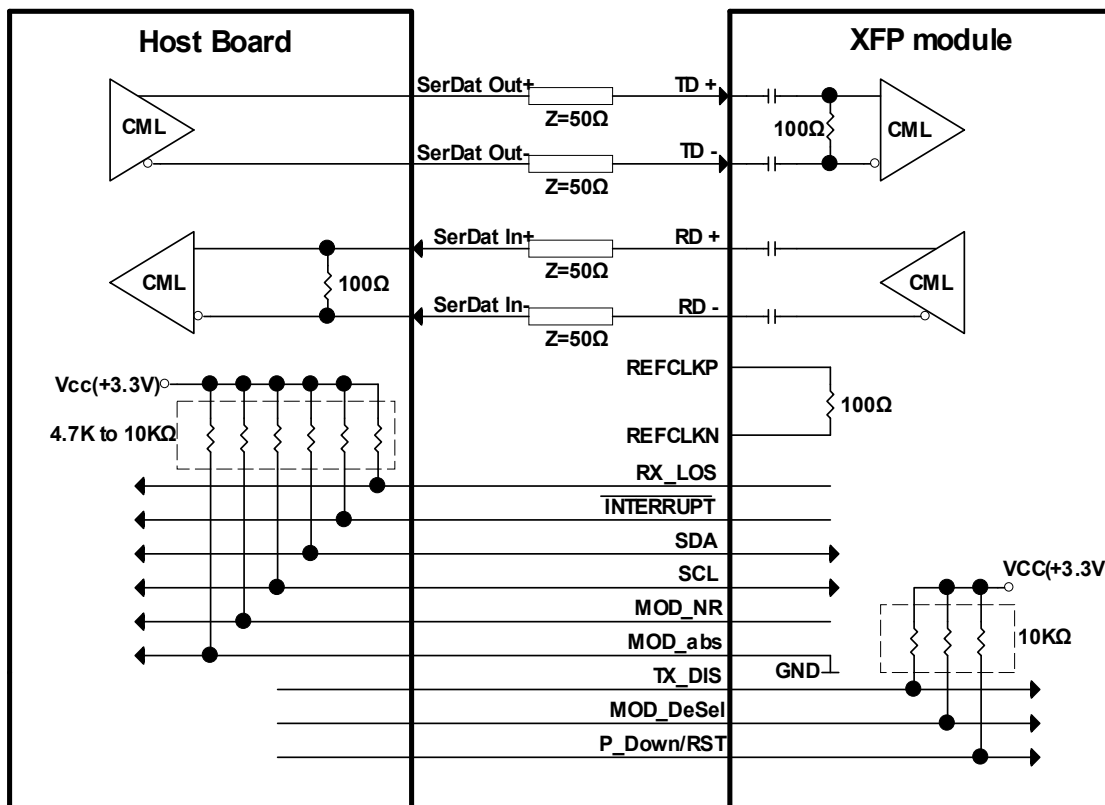 Host Board
XFP module
CML
SerDat Out+
Z=50Ω
TD +
100Ω
CML
SerDat Out-
Z=50Ω
TD -
CML
100Ω
SerDat In+
Z=50Ω
RD +
CML
SerDat In-
Z=50Ω
RD -
REFCLKP
100Ω
REFCLKN
Vcc(+3.3V)
4.7K to 10KΩ
RX_LOS
INTERRUPT
SDA
SCL
MOD_NR
MOD_abs
GND
VCC(+3.3V
10KΩ
TX_DIS
MOD_DeSel
P_Down/RST